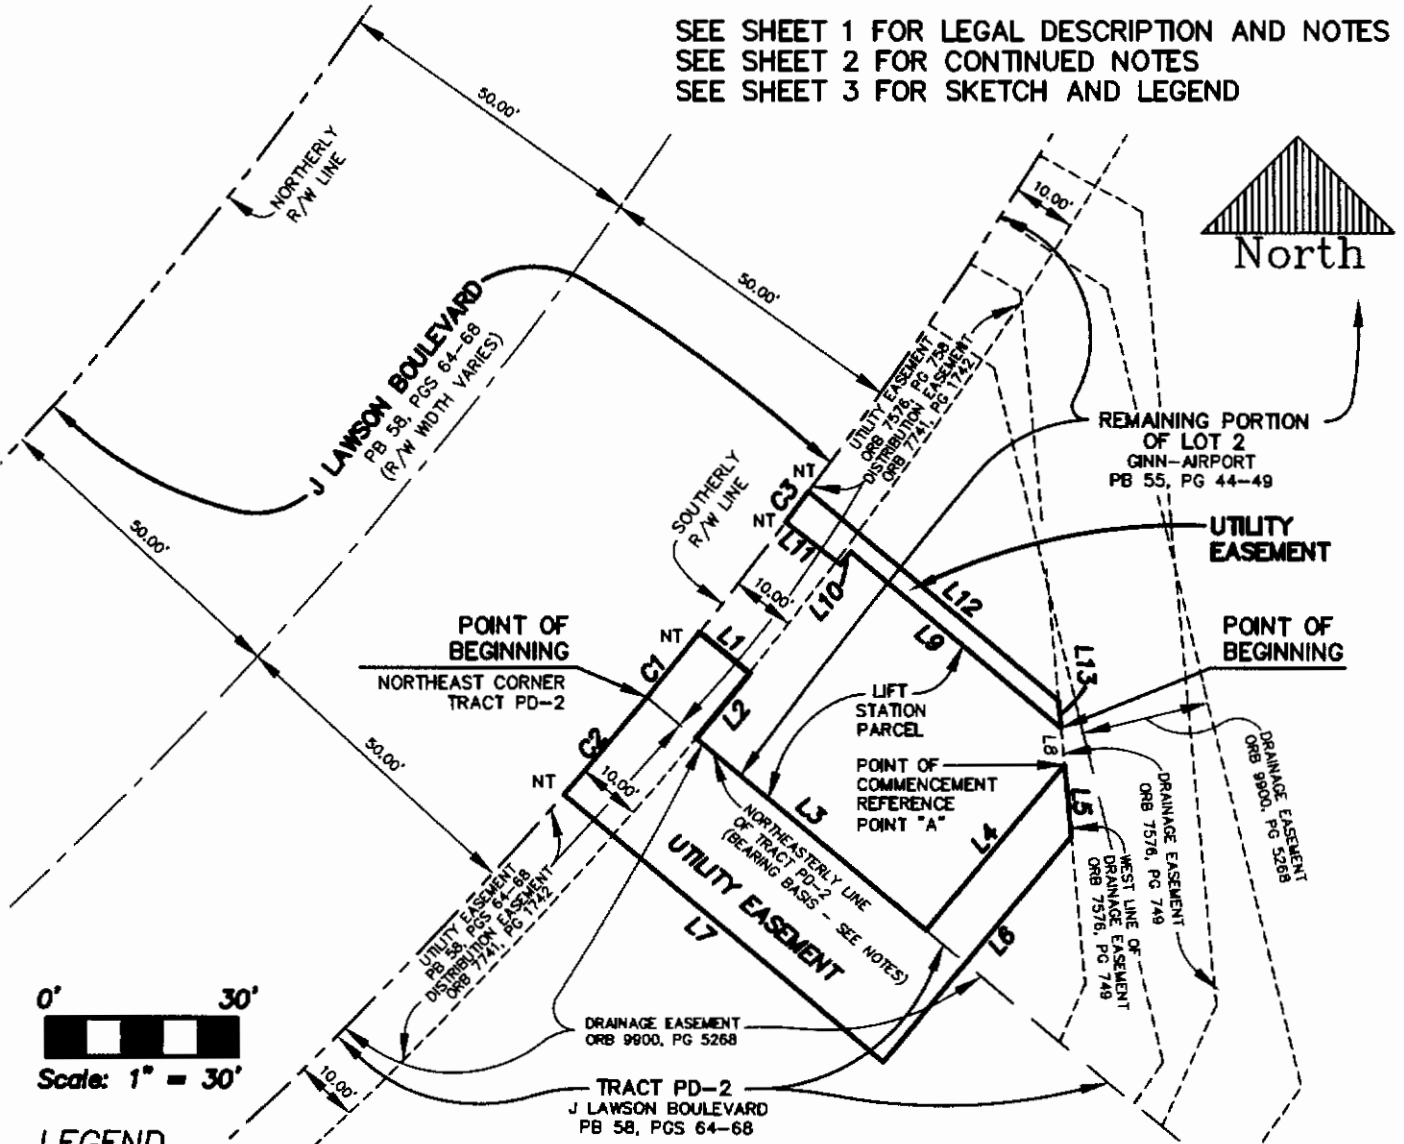 SEE SHEET 1 FOR LEGAL DESCRIPTION AND NOTES
SEE SHEET 2 FOR CONTINUED NOTES
SEE SHEET 3 FOR SKETCH AND LEGEND
50.00'
NORTHERLY
R/W LINE
10.00'
North
50.00'
J LAWSON BOULEVARD
PB 58, PGS 64-68
(R/W WIDTH VARIES)
UTILITY EASEMENT
ORB 7576, PG 758
DISTRIBUTION EASEMENT
ORB 7741, PG 1742
REMAINING PORTION
OF LOT 2
GINN-AIRPORT
PB 55, PG 44-49
NT
C3
NT
SOUTHERLY
R/W LINE
50.00'
L11
UTILITY
EASEMENT
10.00'
L10
L12
L9
POINT OF
BEGINNING
NORTHEAST CORNER
TRACT PD-2
NT
L1
C1
L2
C2
POINT OF
BEGINNING
L13
LIFT
STATION
PARCEL
L8
50.00'
10.00'
NT
POINT OF
COMMENCEMENT
REFERENCE
POINT "A"
DRAINAGE EASEMENT
ORB 9900, PG 5268
DRAINAGE EASEMENT
ORB 7576, PG 749
L3
L4
L5
NORTHEASTERLY LINE
OF TRACT PD-2
(BEARING BASIS - SEE NOTES)
WEST LINE OF
DRAINAGE EASEMENT
ORB 7576, PG 749
UTILITY EASEMENT
L7
L6
UTILITY EASEMENT
PB 58, PGS 64-68
DISTRIBUTION EASEMENT
ORB 7741, PG 1742
0' 30'
Scale: 1" = 30'
DRAINAGE EASEMENT
ORB 9900, PG 5268
10.00'
TRACT PD-2
J LAWSON BOULEVARD
PB 58, PGS 64-68
LEGEND